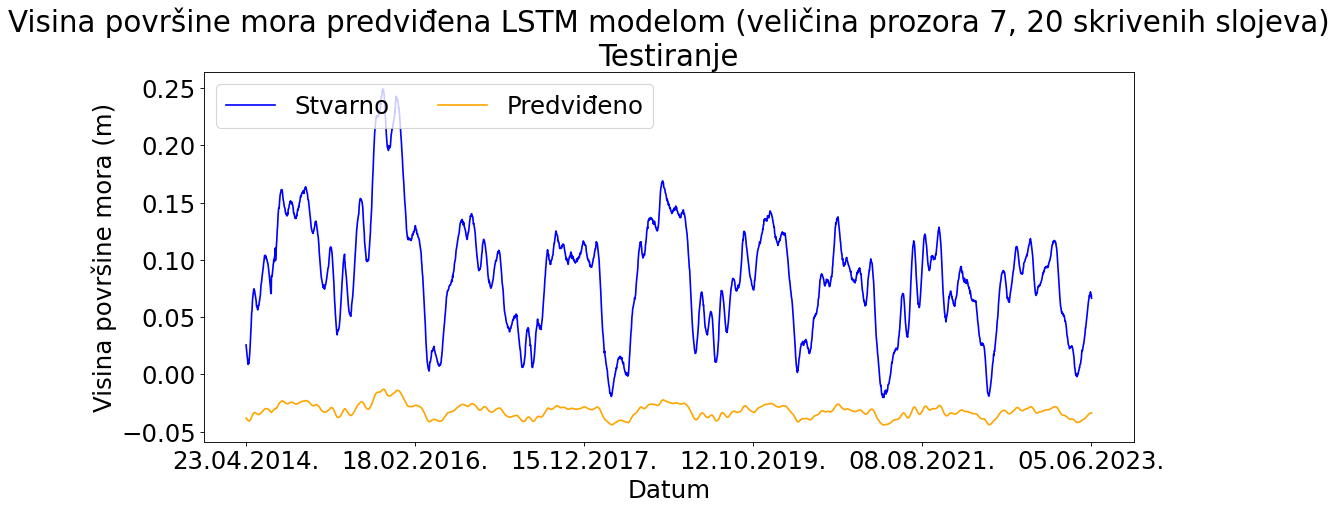 Visina površine mora predviđena LSTM modelom (veličina prozora 7, 20 skrivenih slojeva)
Testiranje
Stvarno
Predviđeno
Visina površine mora (m)
0.25
0.20
0.15
0.10
0.05
0.00
−0.05
23.04.2014.
18.02.2016.
15.12.2017.
12.10.2019.
08.08.2021.
05.06.2023.
Datum